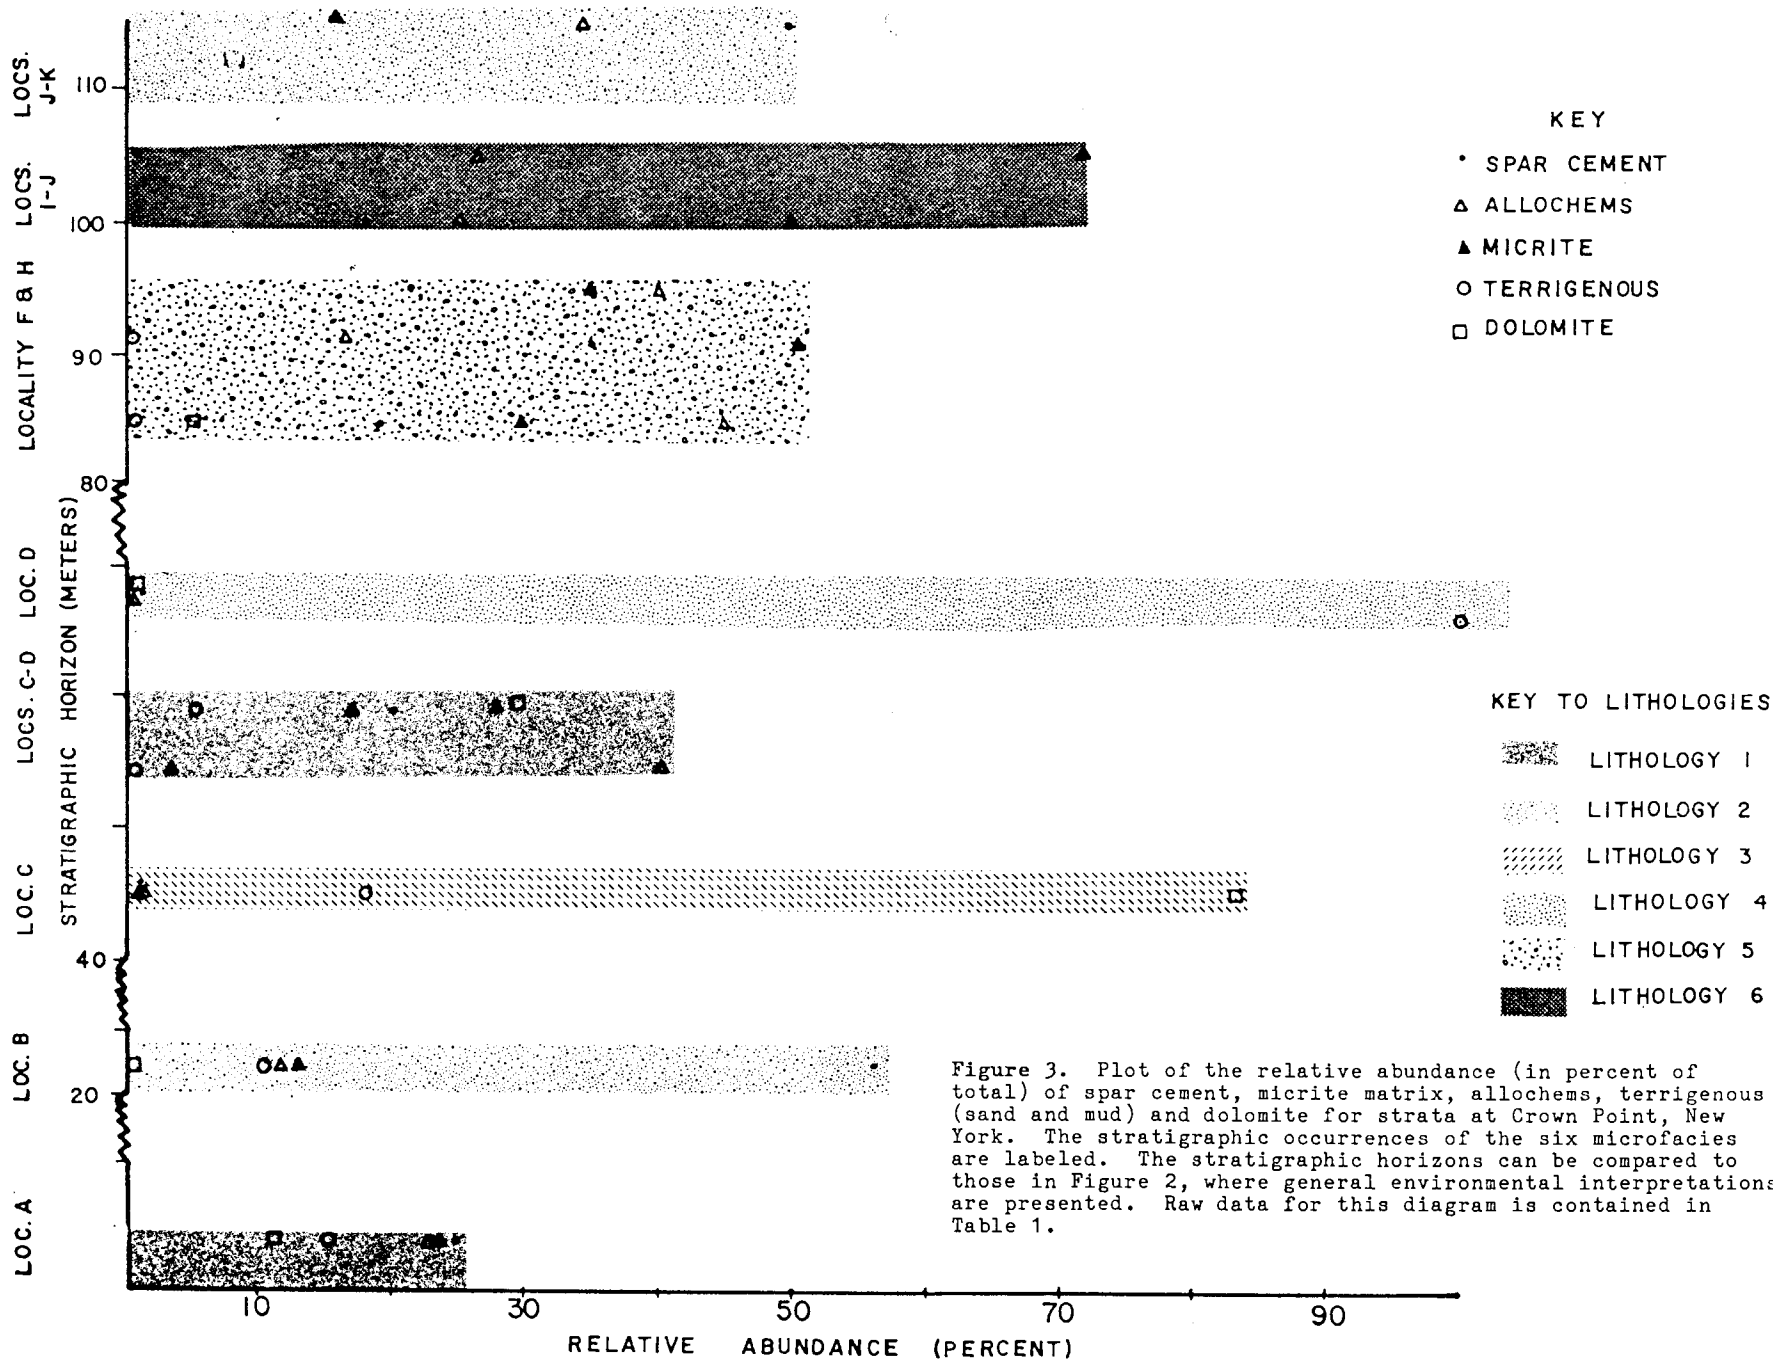 LOCS.
J-K
LOCS.
I-J
LOCALITY F & H
LOC. D
LOCS. C-D
LOC. C
LOC. B
LOC. A
STRATIGRAPHIC HORIZON (METERS)
110
100
90
80
40
20
10
30
50
70
90
RELATIVE ABUNDANCE (PERCENT)
KEY
SPAR CEMENT
ALLOCHEMS
MICRITE
TERRIGENOUS
DOLOMITE
KEY TO LITHOLOGIES
LITHOLOGY 1
LITHOLOGY 2
LITHOLOGY 3
LITHOLOGY 4
LITHOLOGY 5
LITHOLOGY 6
Figure 3. Plot of the relative abundance (in percent of
total) of spar cement, micrite matrix, allochems, terrigenous
(sand and mud) and dolomite for strata at Crown Point, New
York. The stratigraphic occurrences of the six microfacies
are labeled. The stratigraphic horizons can be compared to
those in Figure 2, where general environmental interpretations
are presented. Raw data for this diagram is contained in
Table 1.